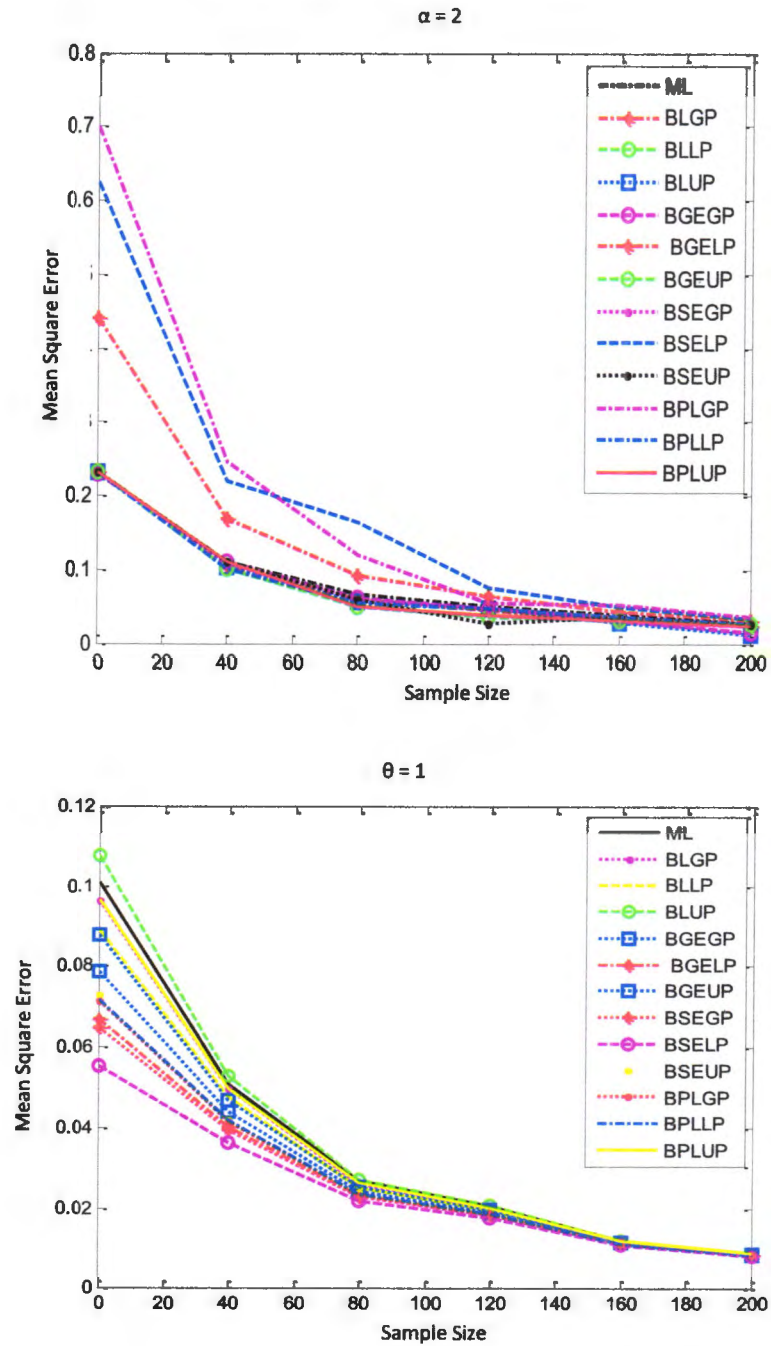 α = 2
0.8
0.7
0.6
0.2
0.1
0
Mean Square Error
0 20 40 60 80 100 120 140 160 180 200
Sample Size
ML
BLGP
BLLP
BLUP
BGEGP
BGELP
BGEUP
BSEGP
BSELP
BSEUP
BPLGP
BPLLP
BPLUP
θ = 1
0.12
0.1
0.08
0.06
0.04
0.02
0
Mean Square Error
0 20 40 60 80 100 120 140 160 180 200
Sample Size
ML
BLGP
BLLP
BLUP
BGEGP
BGELP
BGEUP
BSEGP
BSELP
BSEUP
BPLGP
BPLLP
BPLUP